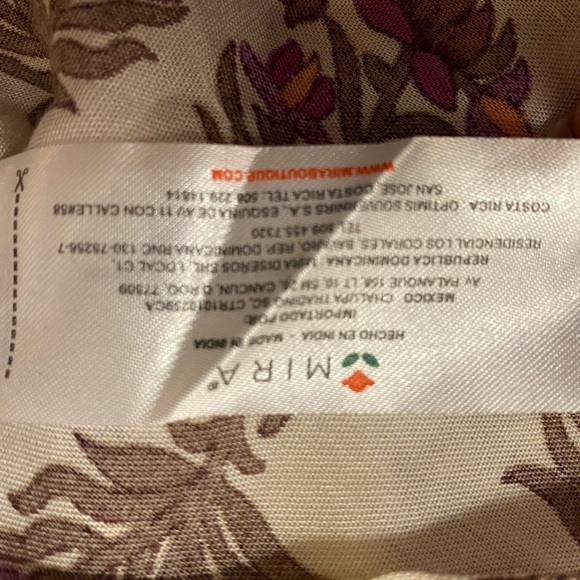 MIRA®
HECHO EN INDIA - MADE IN INDIA
IMPORTADO POR:
MEXICO CHALUPA TRADING, SC, CTR1010259CA
AV PALANQUE 158, LT 10, SM 26, CANCUN, Q ROO, 77509
REPUBLICA DOMINICANA: MIRA DISEÑOS SRL, LOCAL C1,
RESIDENCIAL LOS CORALES, BAVARO, REP. DOMINICANA RNC 130-75256-7
TEL 809 455 7320
COSTA RICA. OPTIMIS SOUVENIRS S.A., ESQUINA DE AV 11 CON CALLE#58
SAN JOSE, COSTA RICA TEL. 506 229 14814
WWW.MIRABOUTIQUE.COM